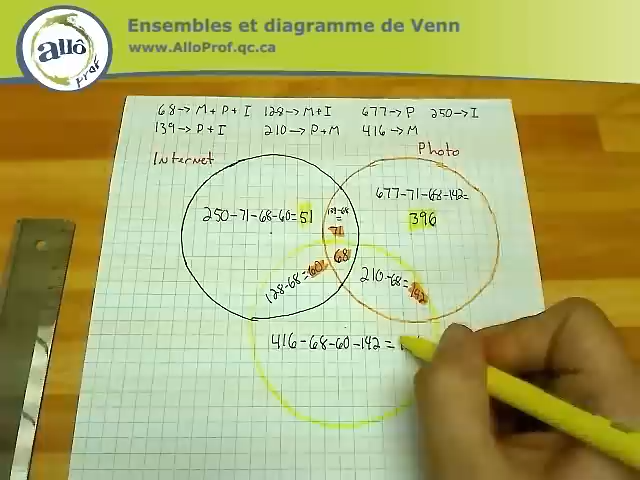 Ensembles et diagramme de Venn
www.AlloProf.qc.ca
allô
prof
68→M+P+I 128→M+I 677→P 250→I
139→P+I 210→P+M 416→M
Internet
Photo
677-71-68-142=
396
250-71-68-60=51
139-68
=
71
68
128-68=60
210-68=
142
416-68-60-142=